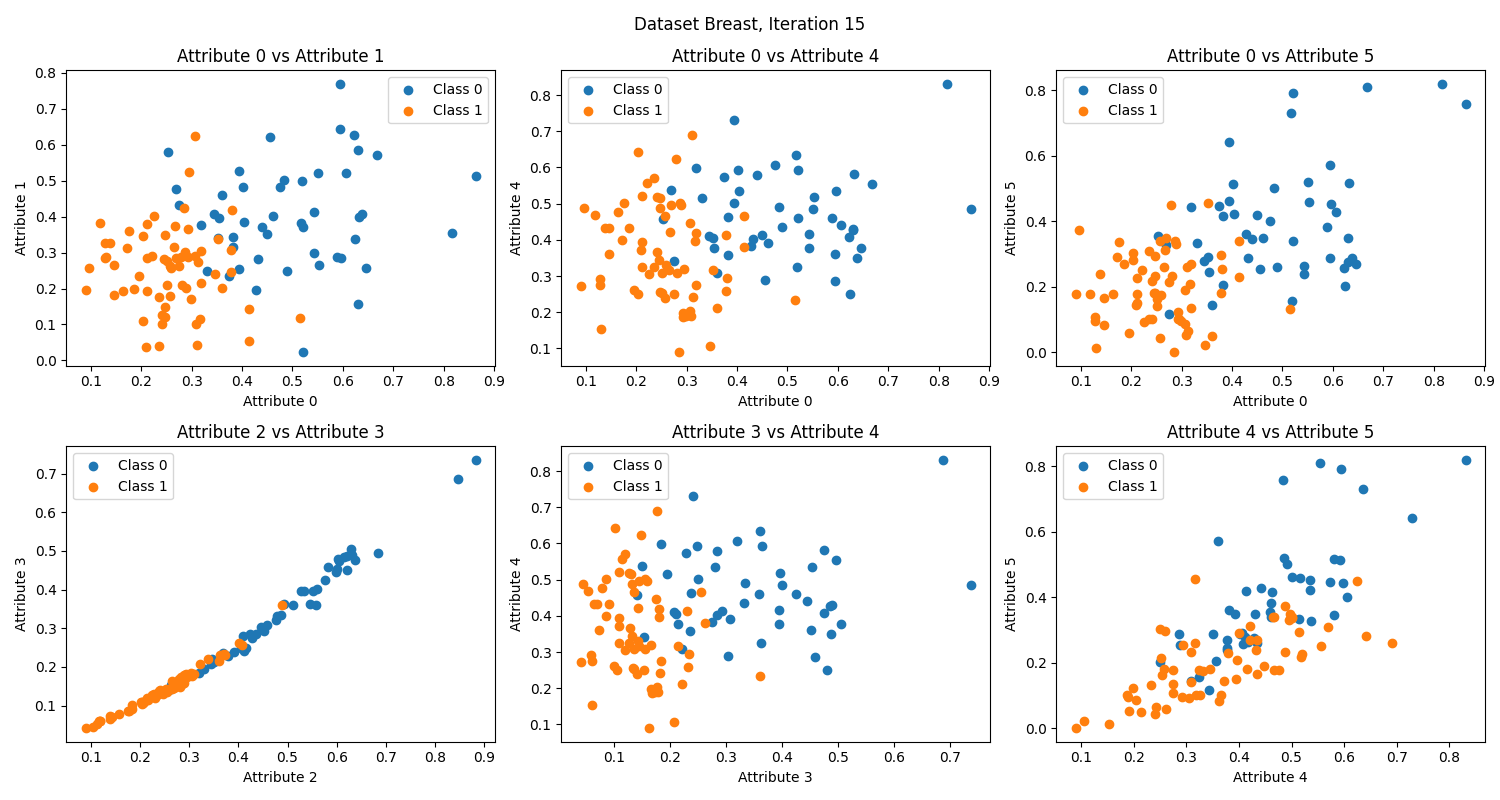 Dataset Breast, Iteration 15
Attribute 0 vs Attribute 1
Class 0
Class 1
0.8
0.7
0.6
0.5
0.4
0.3
0.2
0.1
0.0
Attribute 1
0.1 0.2 0.3 0.4 0.5 0.6 0.7 0.8 0.9
Attribute 0
Attribute 0 vs Attribute 4
Class 0
Class 1
0.8
0.7
0.6
0.5
0.4
0.3
0.2
0.1
Attribute 4
0.1 0.2 0.3 0.4 0.5 0.6 0.7 0.8 0.9
Attribute 0
Attribute 0 vs Attribute 5
Class 0
Class 1
0.8
0.6
0.4
0.2
0.0
Attribute 5
0.1 0.2 0.3 0.4 0.5 0.6 0.7 0.8 0.9
Attribute 0
Attribute 2 vs Attribute 3
Class 0
Class 1
0.7
0.6
0.5
0.4
0.3
0.2
0.1
Attribute 3
0.1 0.2 0.3 0.4 0.5 0.6 0.7 0.8 0.9
Attribute 2
Attribute 3 vs Attribute 4
Class 0
Class 1
0.8
0.7
0.6
0.5
0.4
0.3
0.2
0.1
Attribute 4
0.1 0.2 0.3 0.4 0.5 0.6 0.7
Attribute 3
Attribute 4 vs Attribute 5
Class 0
Class 1
0.8
0.6
0.4
0.2
0.0
Attribute 5
0.1 0.2 0.3 0.4 0.5 0.6 0.7 0.8
Attribute 4